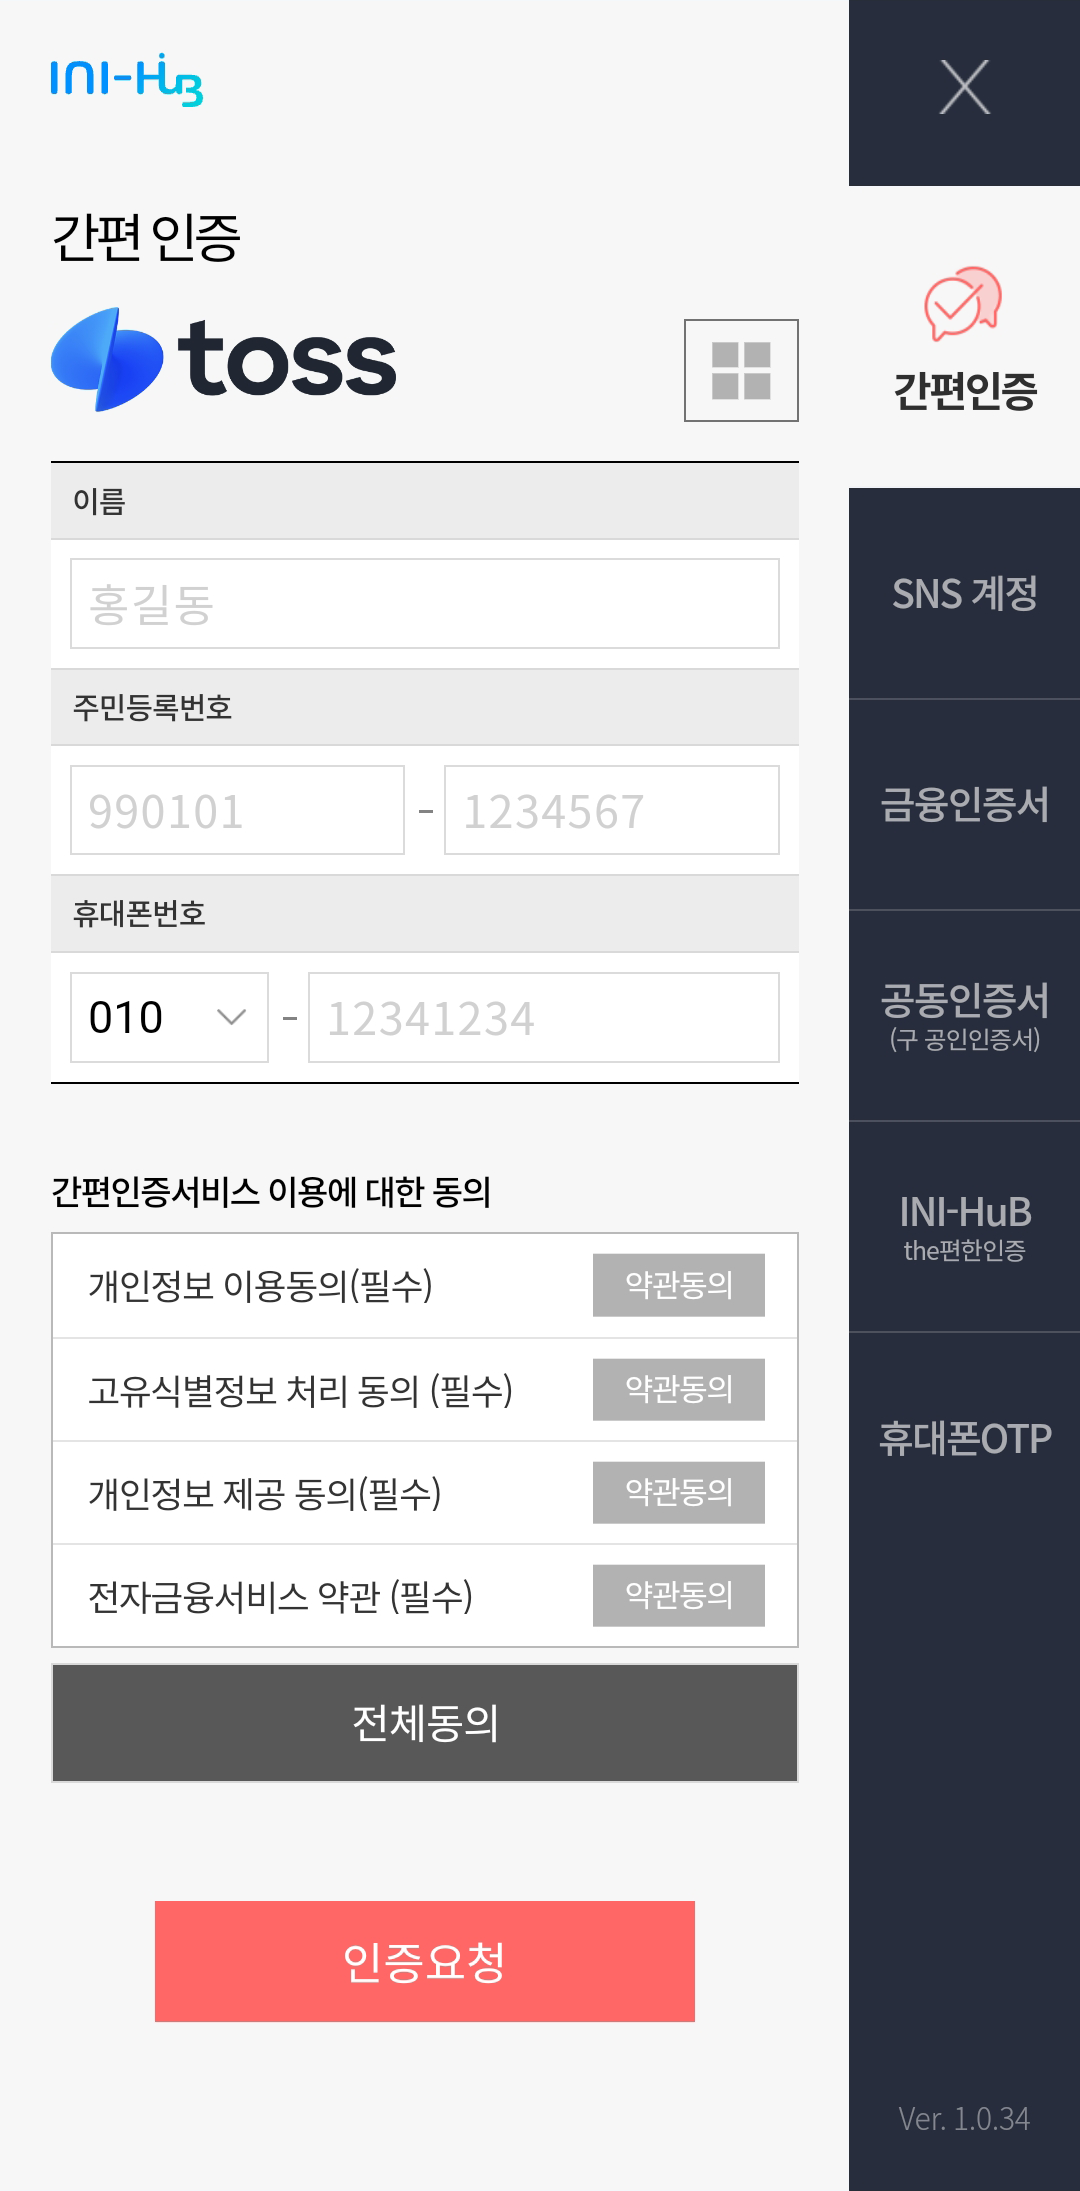 INI-HuB
간편 인증
toss
이름
홍길동
주민등록번호
990101 - 1234567
휴대폰번호
010 - 12341234
간편인증서비스 이용에 대한 동의
개인정보 이용동의(필수) 약관동의
고유식별정보 처리 동의 (필수) 약관동의
개인정보 제공 동의(필수) 약관동의
전자금융서비스 약관 (필수) 약관동의
전체동의
인증요청
간편인증
SNS 계정
금융인증서
공동인증서
(구 공인인증서)
INI-HuB
the편한인증
휴대폰OTP
Ver. 1.0.34